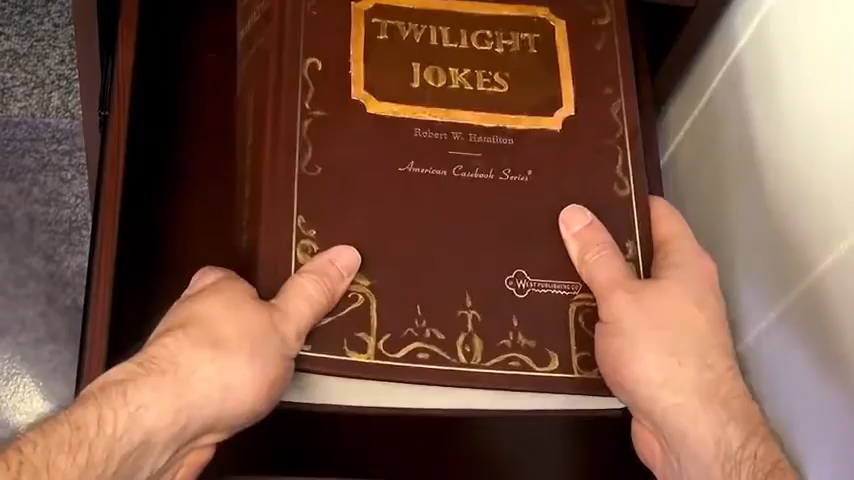 TWILIGHT
JOKES
Robert W. Hamilton
American Casebook Series®
WEST PUBLISHING CO